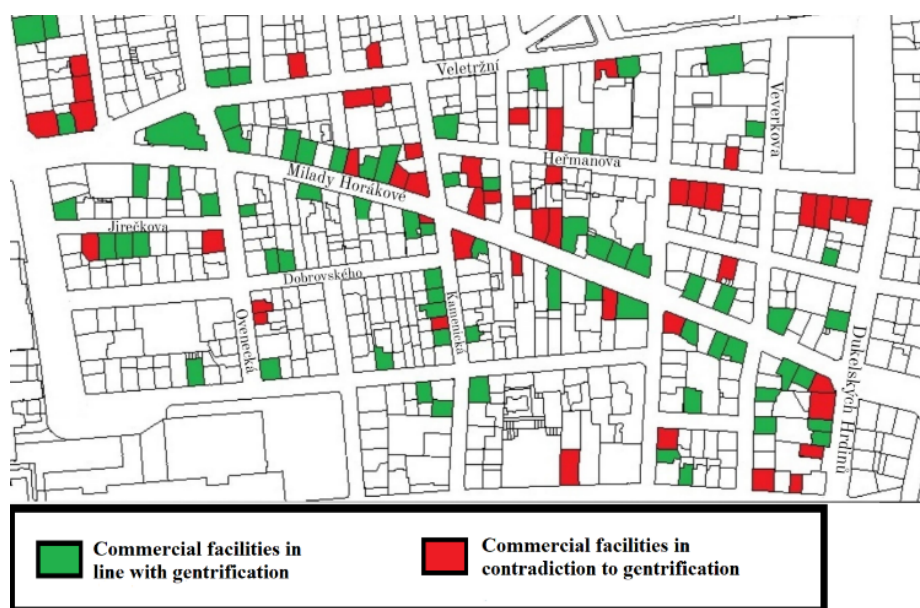 Veletržní
Veverkova
Heřmanova
Milady Horákové
Jirečkova
Dobrovského
Kamenická
Ovenecká
Dukelských Hrdinů
Commercial facilities in
line with gentrification
Commercial facilities in
contradiction to gentrification